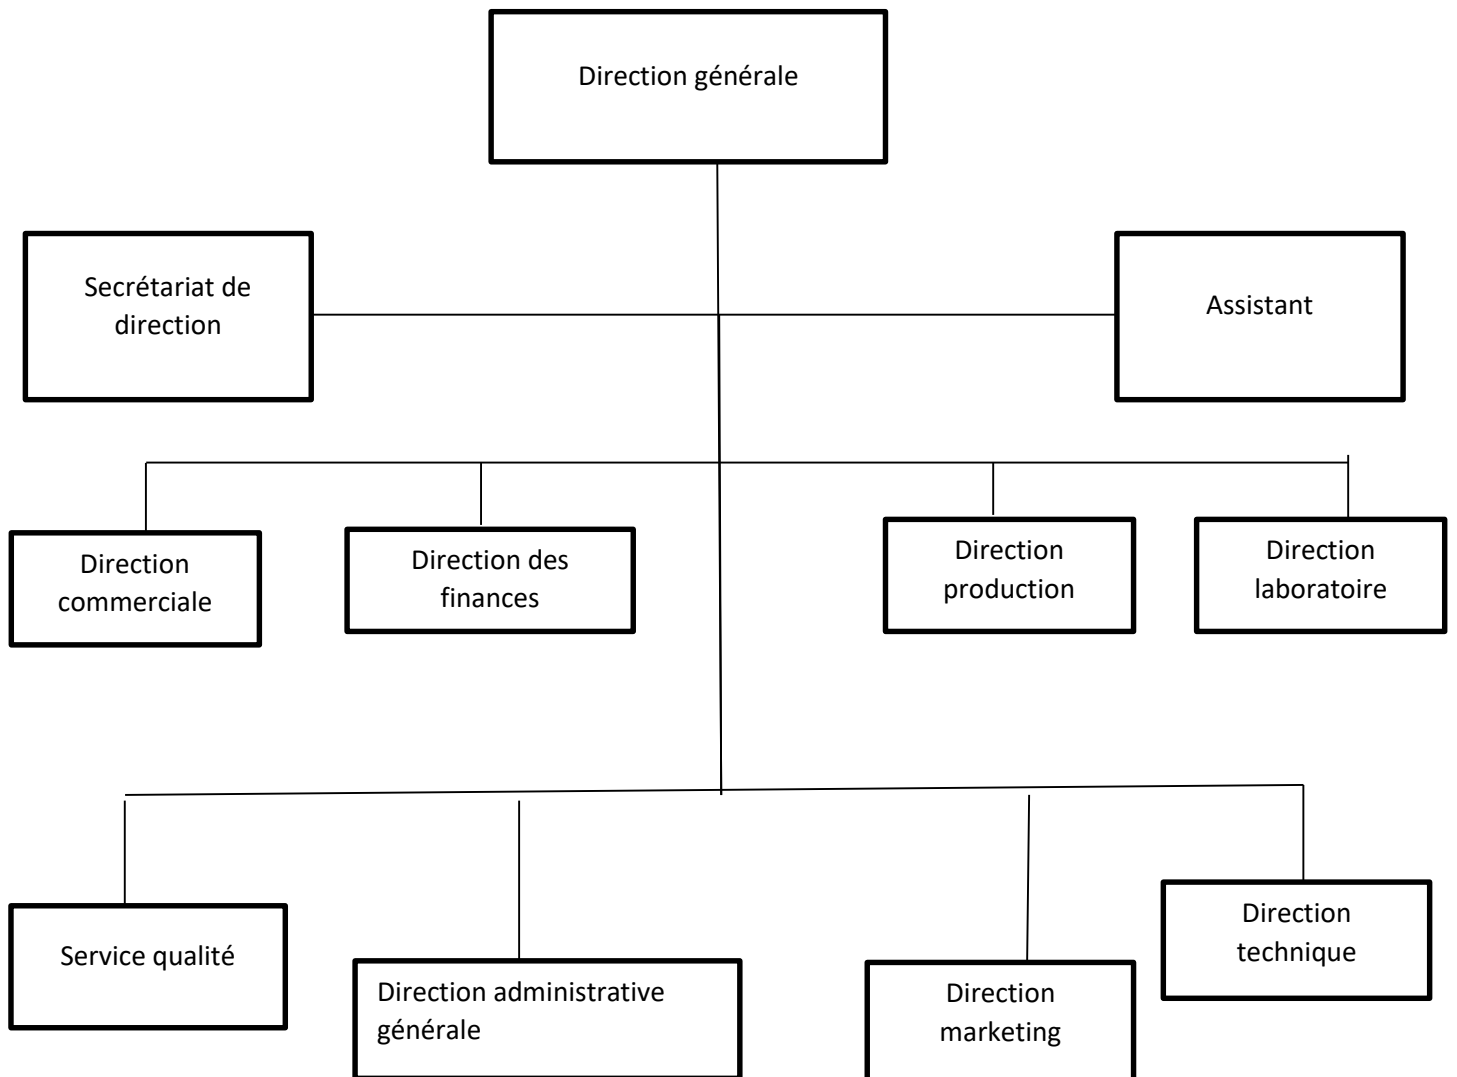 Direction générale
Secrétariat de
direction
Assistant
Direction
commerciale
Direction des
finances
Direction
production
Direction
laboratoire
Service qualité
Direction administrative
générale
Direction
marketing
Direction
technique